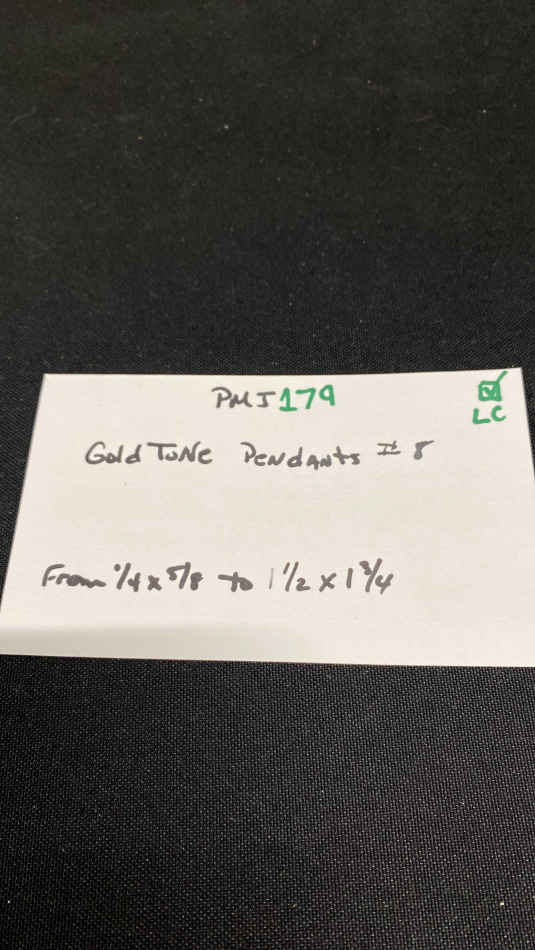 PMJ179
☑
LC
Gold Tone Pendants # 8
From 1/4 x 5/8 to 1 1/2 x 1 3/4